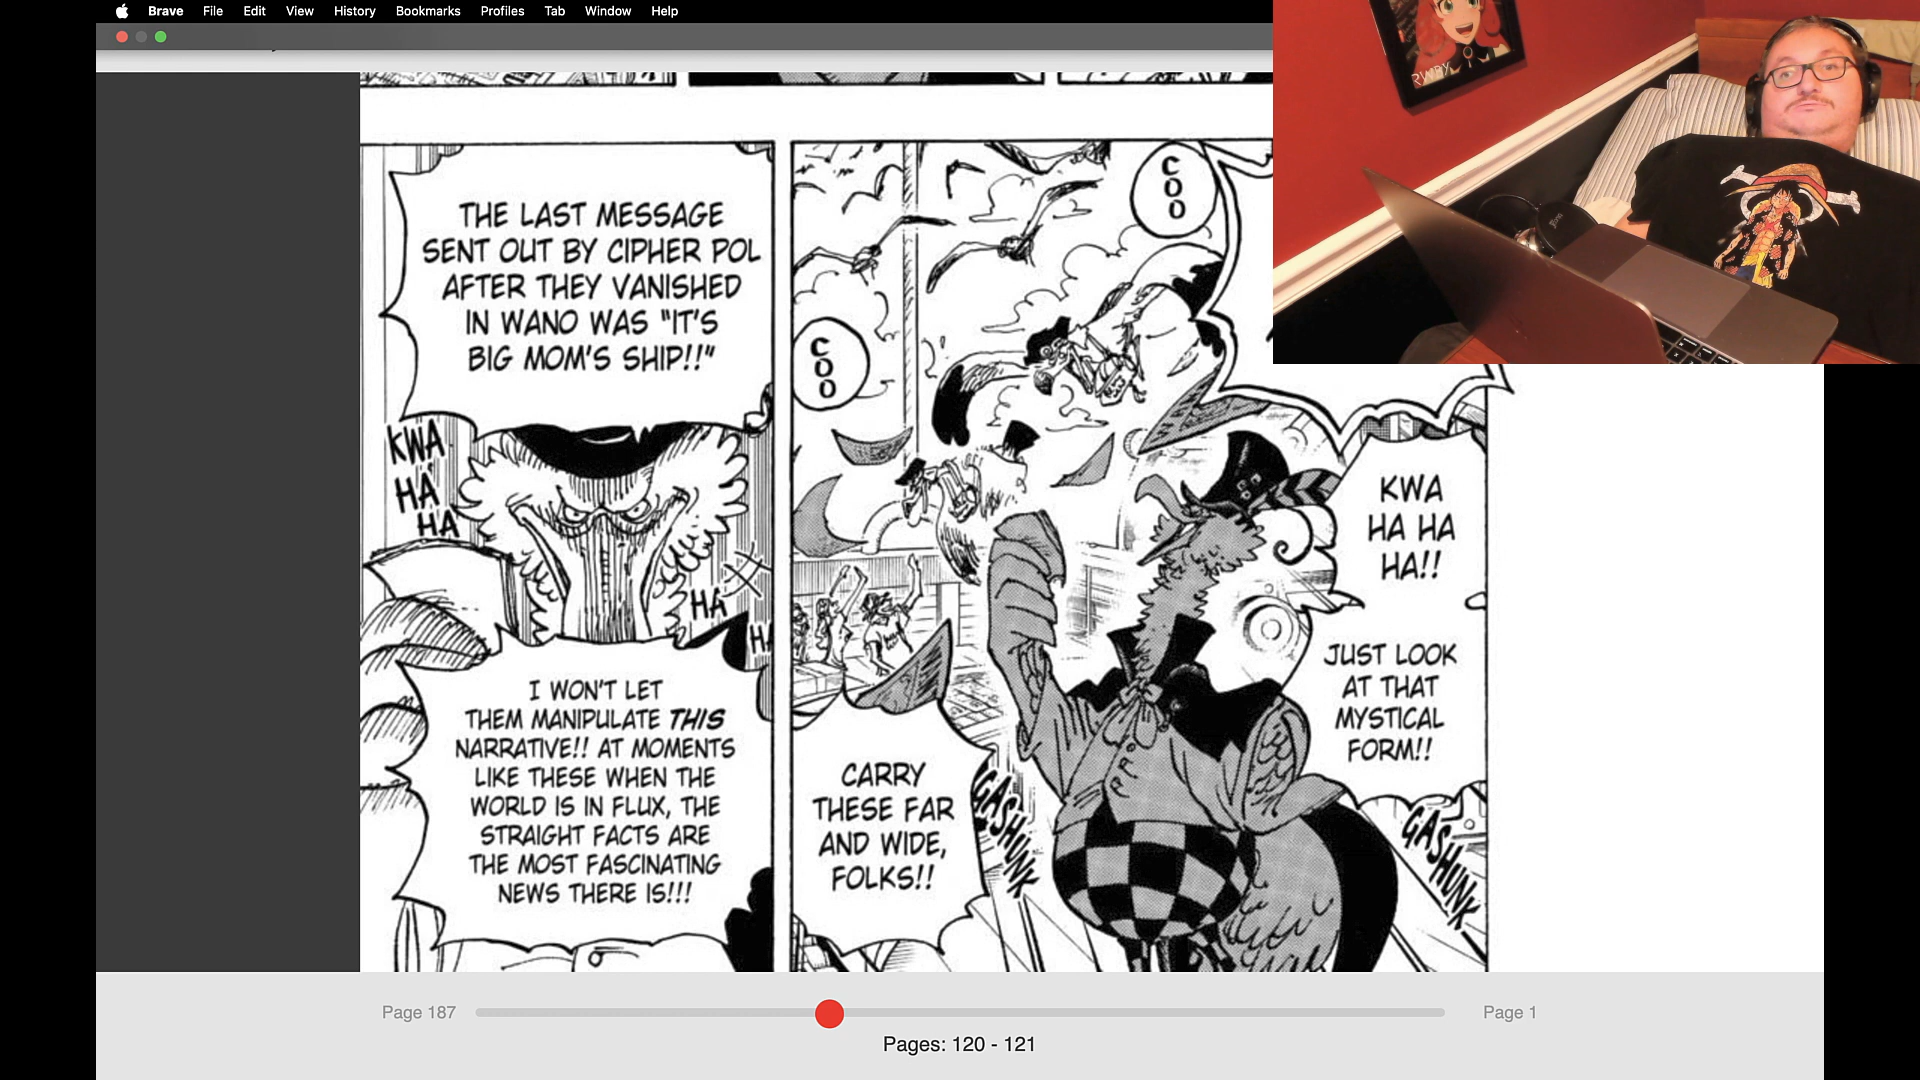 Brave File Edit View History Bookmarks Profiles Tab Window Help
RWBY
COO
THE LAST MESSAGE
SENT OUT BY CIPHER POL
AFTER THEY VANISHED
IN WANO WAS "IT'S
BIG MOM'S SHIP!!"
COO
KWA
HA
HA
HA
KWA
HA HA
HA!!
JUST LOOK
AT THAT
MYSTICAL
FORM!!
I WON'T LET
THEM MANIPULATE THIS
NARRATIVE!! AT MOMENTS
LIKE THESE WHEN THE
WORLD IS IN FLUX, THE
STRAIGHT FACTS ARE
THE MOST FASCINATING
NEWS THERE IS!!!
CARRY
THESE FAR
AND WIDE,
FOLKS!!
GASHUNK
GASHUNK
Page 187
Page 1
Pages: 120 - 121